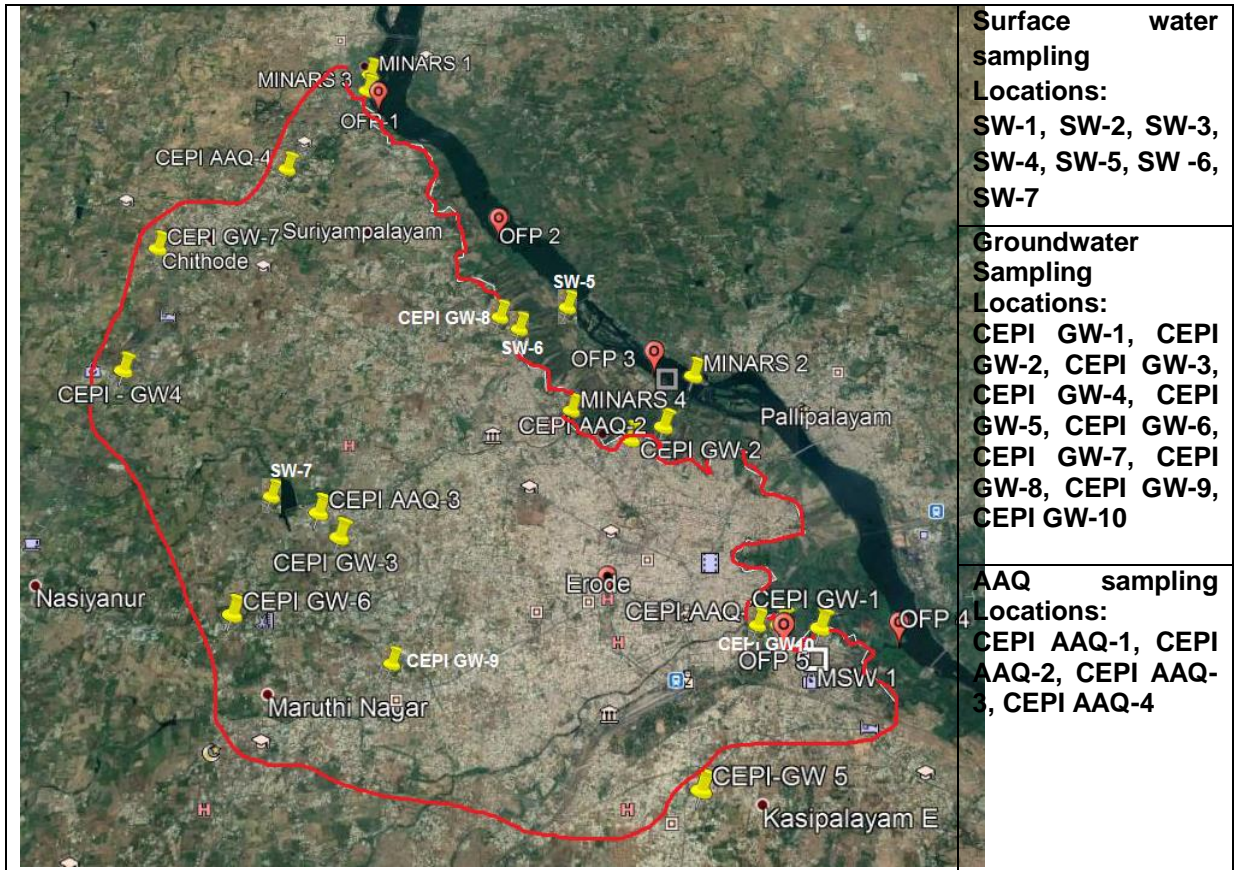 MINARS 1
MINARS 3
OFP-1
CEPI AAQ-4
CEPI GW-7
Suriyampalayam
OFP 2
Chithode
SW-5
CEPI GW-8
SW-6
OFP 3
MINARS 2
CEPI - GW4
MINARS 4
CEPI AAQ-2
Pallipalayam
CEPI GW-2
SW-7
CEPI AAQ-3
CEPI GW-3
Erode
Nasiyanur
CEPI GW-6
CEPI AAQ-
CEPI GW-1
OFP 4
CEPI GW10
OFP 5
CEPI GW-9
MSW 1
Maruthi Nagar
CEPI-GW 5
Kasipalayam E
H
H
H
H
H
Surface water
sampling
Locations:
SW-1, SW-2, SW-3,
SW-4, SW-5, SW -6,
SW-7
Groundwater
Sampling
Locations:
CEPI GW-1, CEPI
GW-2, CEPI GW-3,
CEPI GW-4, CEPI
GW-5, CEPI GW-6,
CEPI GW-7, CEPI
GW-8, CEPI GW-9,
CEPI GW-10
AAQ sampling
Locations:
CEPI AAQ-1, CEPI
AAQ-2, CEPI AAQ-
3, CEPI AAQ-4